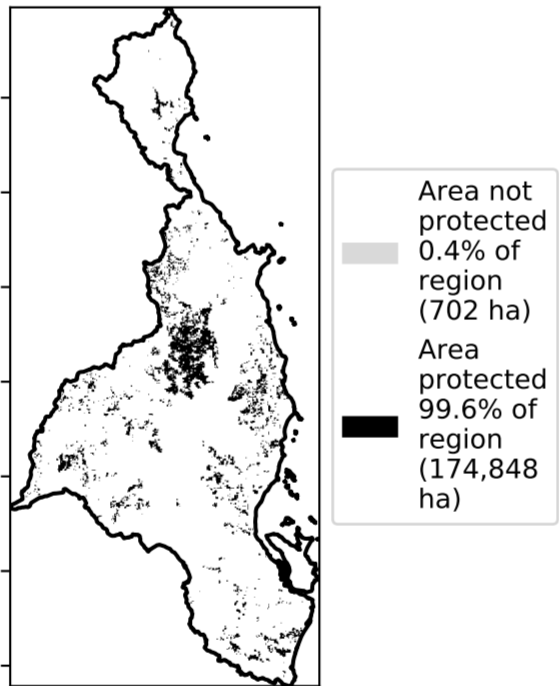 Area not
protected
0.4% of
region
(702 ha)
Area
protected
99.6% of
region
(174,848
ha)